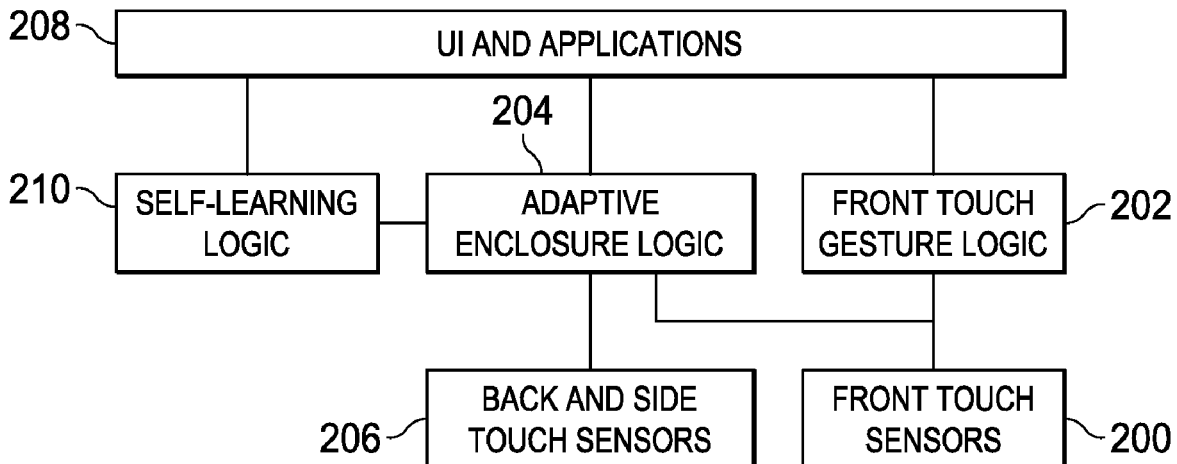 208
UI AND APPLICATIONS
204
210
SELF-LEARNING
LOGIC
ADAPTIVE
ENCLOSURE LOGIC
FRONT TOUCH
GESTURE LOGIC
202
206
BACK AND SIDE
TOUCH SENSORS
FRONT TOUCH
SENSORS
200